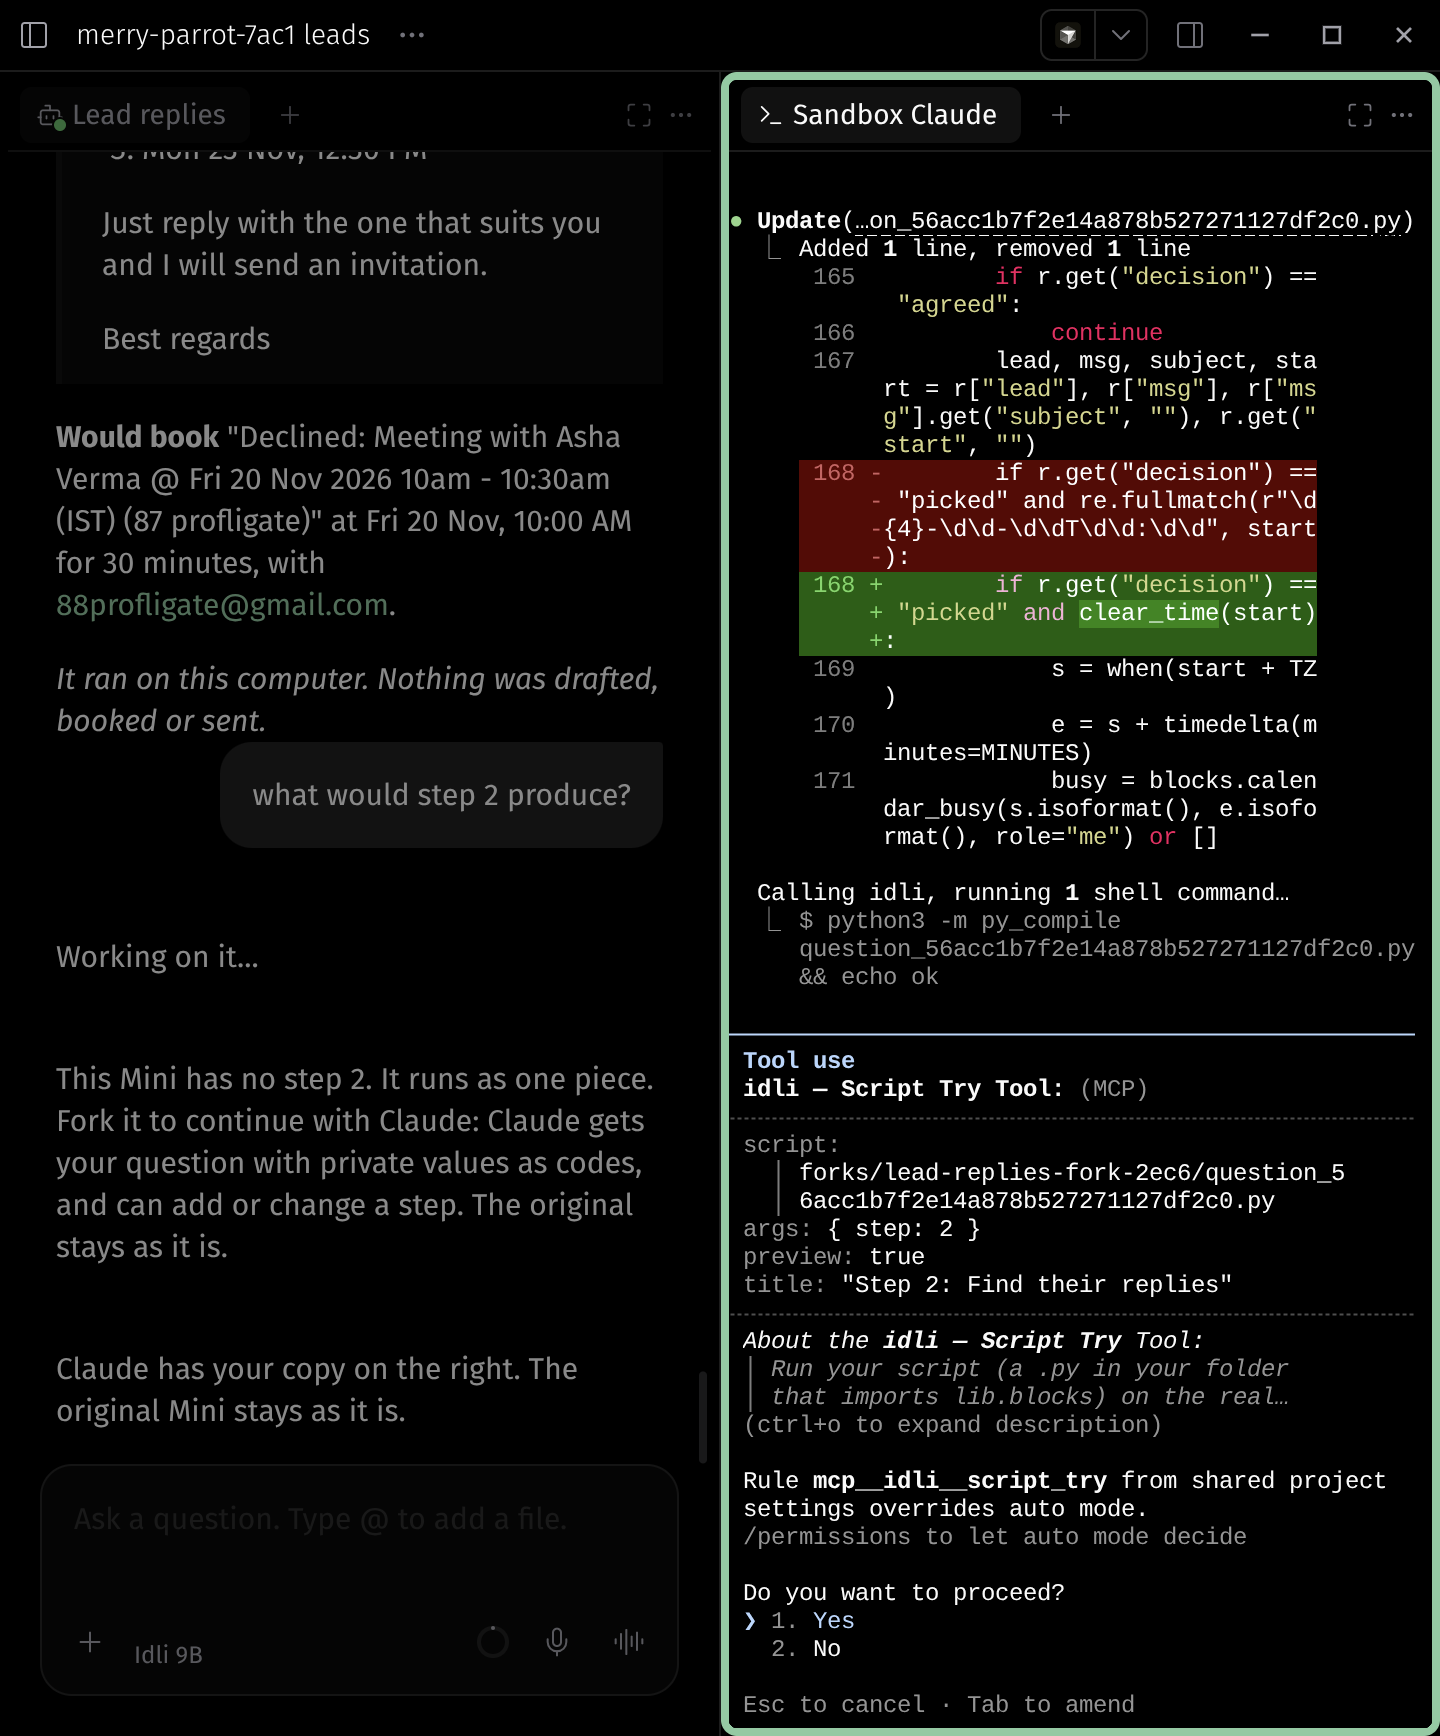 merry-parrot-7ac1 leads
Lead replies
Mon 23 Nov, 12:30 PM
Just reply with the one that suits you
and I will send an invitation.
Best regards
Would book "Declined: Meeting with Asha
Verma @ Fri 20 Nov 2026 10am - 10:30am
(IST) (87 profligate)" at Fri 20 Nov, 10:00 AM
for 30 minutes, with
88profligate@gmail.com.
It ran on this computer. Nothing was drafted,
booked or sent.
what would step 2 produce?
Working on it...
This Mini has no step 2. It runs as one piece.
Fork it to continue with Claude: Claude gets
your question with private values as codes,
and can add or change a step. The original
stays as it is.
Claude has your copy on the right. The
original Mini stays as it is.
Ask a question. Type @ to add a file.
Idli 9B
>_ Sandbox Claude
● Update(…on_56acc1b7f2e14a878b527271127df2c0.py)
Added 1 line, removed 1 line
165 if r.get("decision") ==
"agreed":
166 continue
167 lead, msg, subject, sta
rt = r["lead"], r["msg"], r["ms
g"].get("subject", ""), r.get("
start", "")
168 - if r.get("decision") ==
- "picked" and re.fullmatch(r"\d
-{4}-\d\d-\d\dT\d\d:\d\d", start
-):
168 + if r.get("decision") ==
+ "picked" and clear_time(start)
+:
169 s = when(start + TZ
)
170 e = s + timedelta(m
inutes=MINUTES)
171 busy = blocks.calen
dar_busy(s.isoformat(), e.isofo
rmat(), role="me") or []
Calling idli, running 1 shell command…
$ python3 -m py_compile
question_56acc1b7f2e14a878b527271127df2c0.py
&& echo ok
Tool use
idli — Script Try Tool: (MCP)
script:
forks/lead-replies-fork-2ec6/question_5
6acc1b7f2e14a878b527271127df2c0.py
args: { step: 2 }
preview: true
title: "Step 2: Find their replies"
About the idli — Script Try Tool:
Run your script (a .py in your folder
that imports lib.blocks) on the real…
(ctrl+o to expand description)
Rule mcp__idli__script_try from shared project
settings overrides auto mode.
/permissions to let auto mode decide
Do you want to proceed?
❯ 1. Yes
2. No
Esc to cancel · Tab to amend